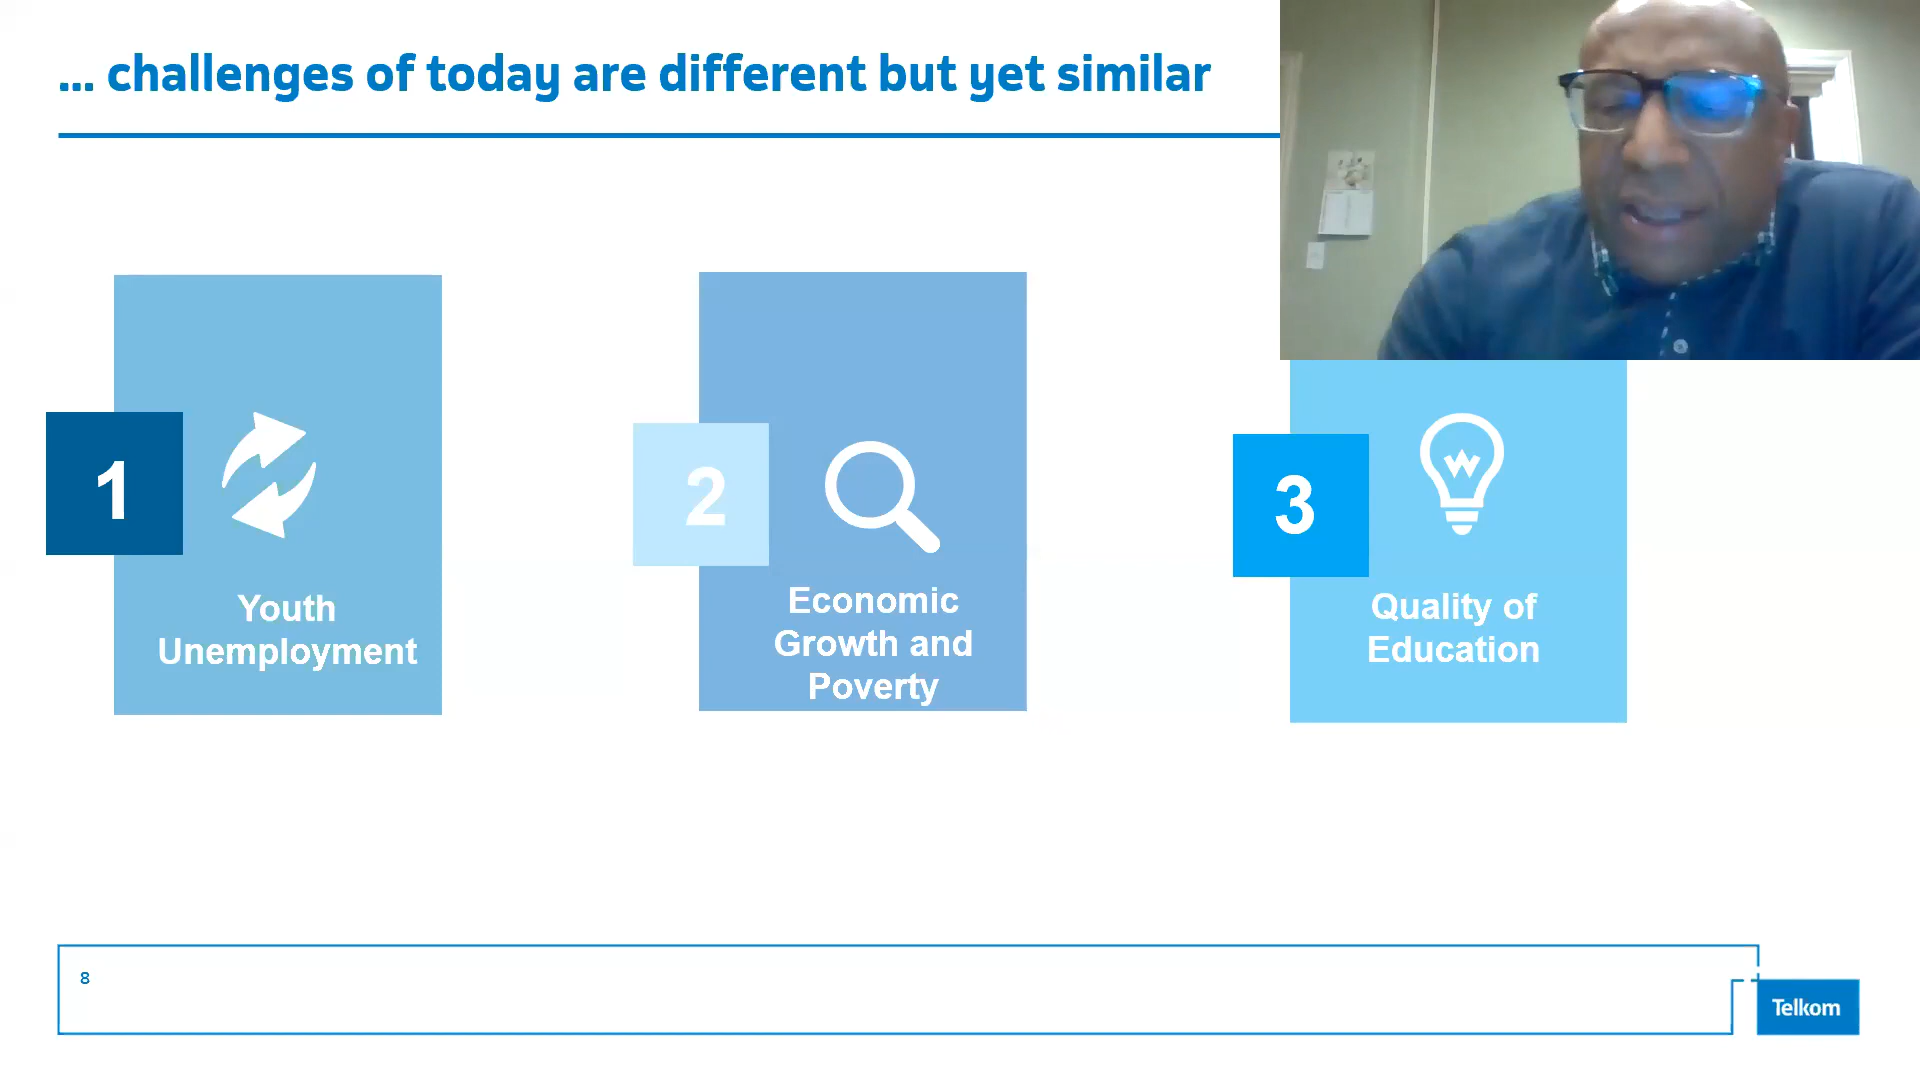 ... challenges of today are different but yet similar
1
Youth
Unemployment
2
Economic
Growth and
Poverty
3
Quality of
Education
8
Telkom